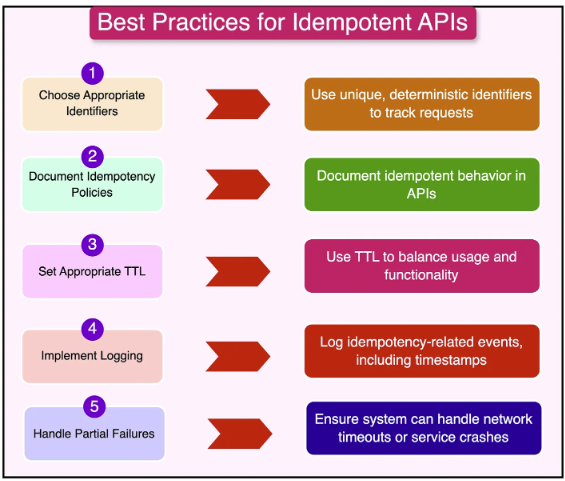 Best Practices for Idempotent APIs
1
Choose Appropriate
Identifiers
Use unique, deterministic identifiers
to track requests
2
Document Idempotency
Policies
Document idempotent behavior in
APIs
3
Set Appropriate TTL
Use TTL to balance usage and
functionality
4
Implement Logging
Log idempotency-related events,
including timestamps
5
Handle Partial Failures
Ensure system can handle network
timeouts or service crashes